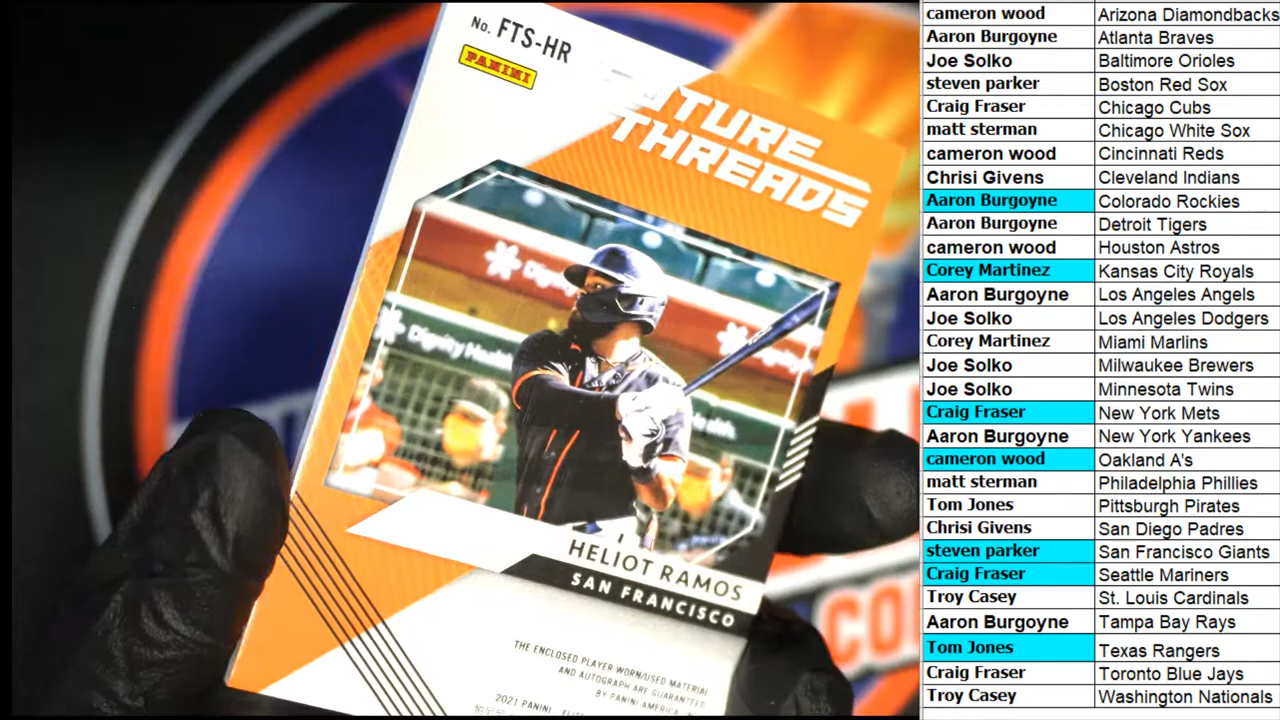 No. FTS-HR
PANINI
FUTURE
THREADS
Dignity Health
HELIOT RAMOS
SAN FRANCISCO
THE ENCLOSED PLAYER WORN/USED MATERIAL
AND AUTOGRAPH ARE GUARANTEED
BY PANINI AMERICA,
2021 PANINI
CO
cameron wood Arizona Diamondbacks
Aaron Burgoyne Atlanta Braves
Joe Solko Baltimore Orioles
steven parker Boston Red Sox
Craig Fraser Chicago Cubs
matt sterman Chicago White Sox
cameron wood Cincinnati Reds
Chrisi Givens Cleveland Indians
Aaron Burgoyne Colorado Rockies
Aaron Burgoyne Detroit Tigers
cameron wood Houston Astros
Corey Martinez Kansas City Royals
Aaron Burgoyne Los Angeles Angels
Joe Solko Los Angeles Dodgers
Corey Martinez Miami Marlins
Joe Solko Milwaukee Brewers
Joe Solko Minnesota Twins
Craig Fraser New York Mets
Aaron Burgoyne New York Yankees
cameron wood Oakland A's
matt sterman Philadelphia Phillies
Tom Jones Pittsburgh Pirates
Chrisi Givens San Diego Padres
steven parker San Francisco Giants
Craig Fraser Seattle Mariners
Troy Casey St. Louis Cardinals
Aaron Burgoyne Tampa Bay Rays
Tom Jones Texas Rangers
Craig Fraser Toronto Blue Jays
Troy Casey Washington Nationals